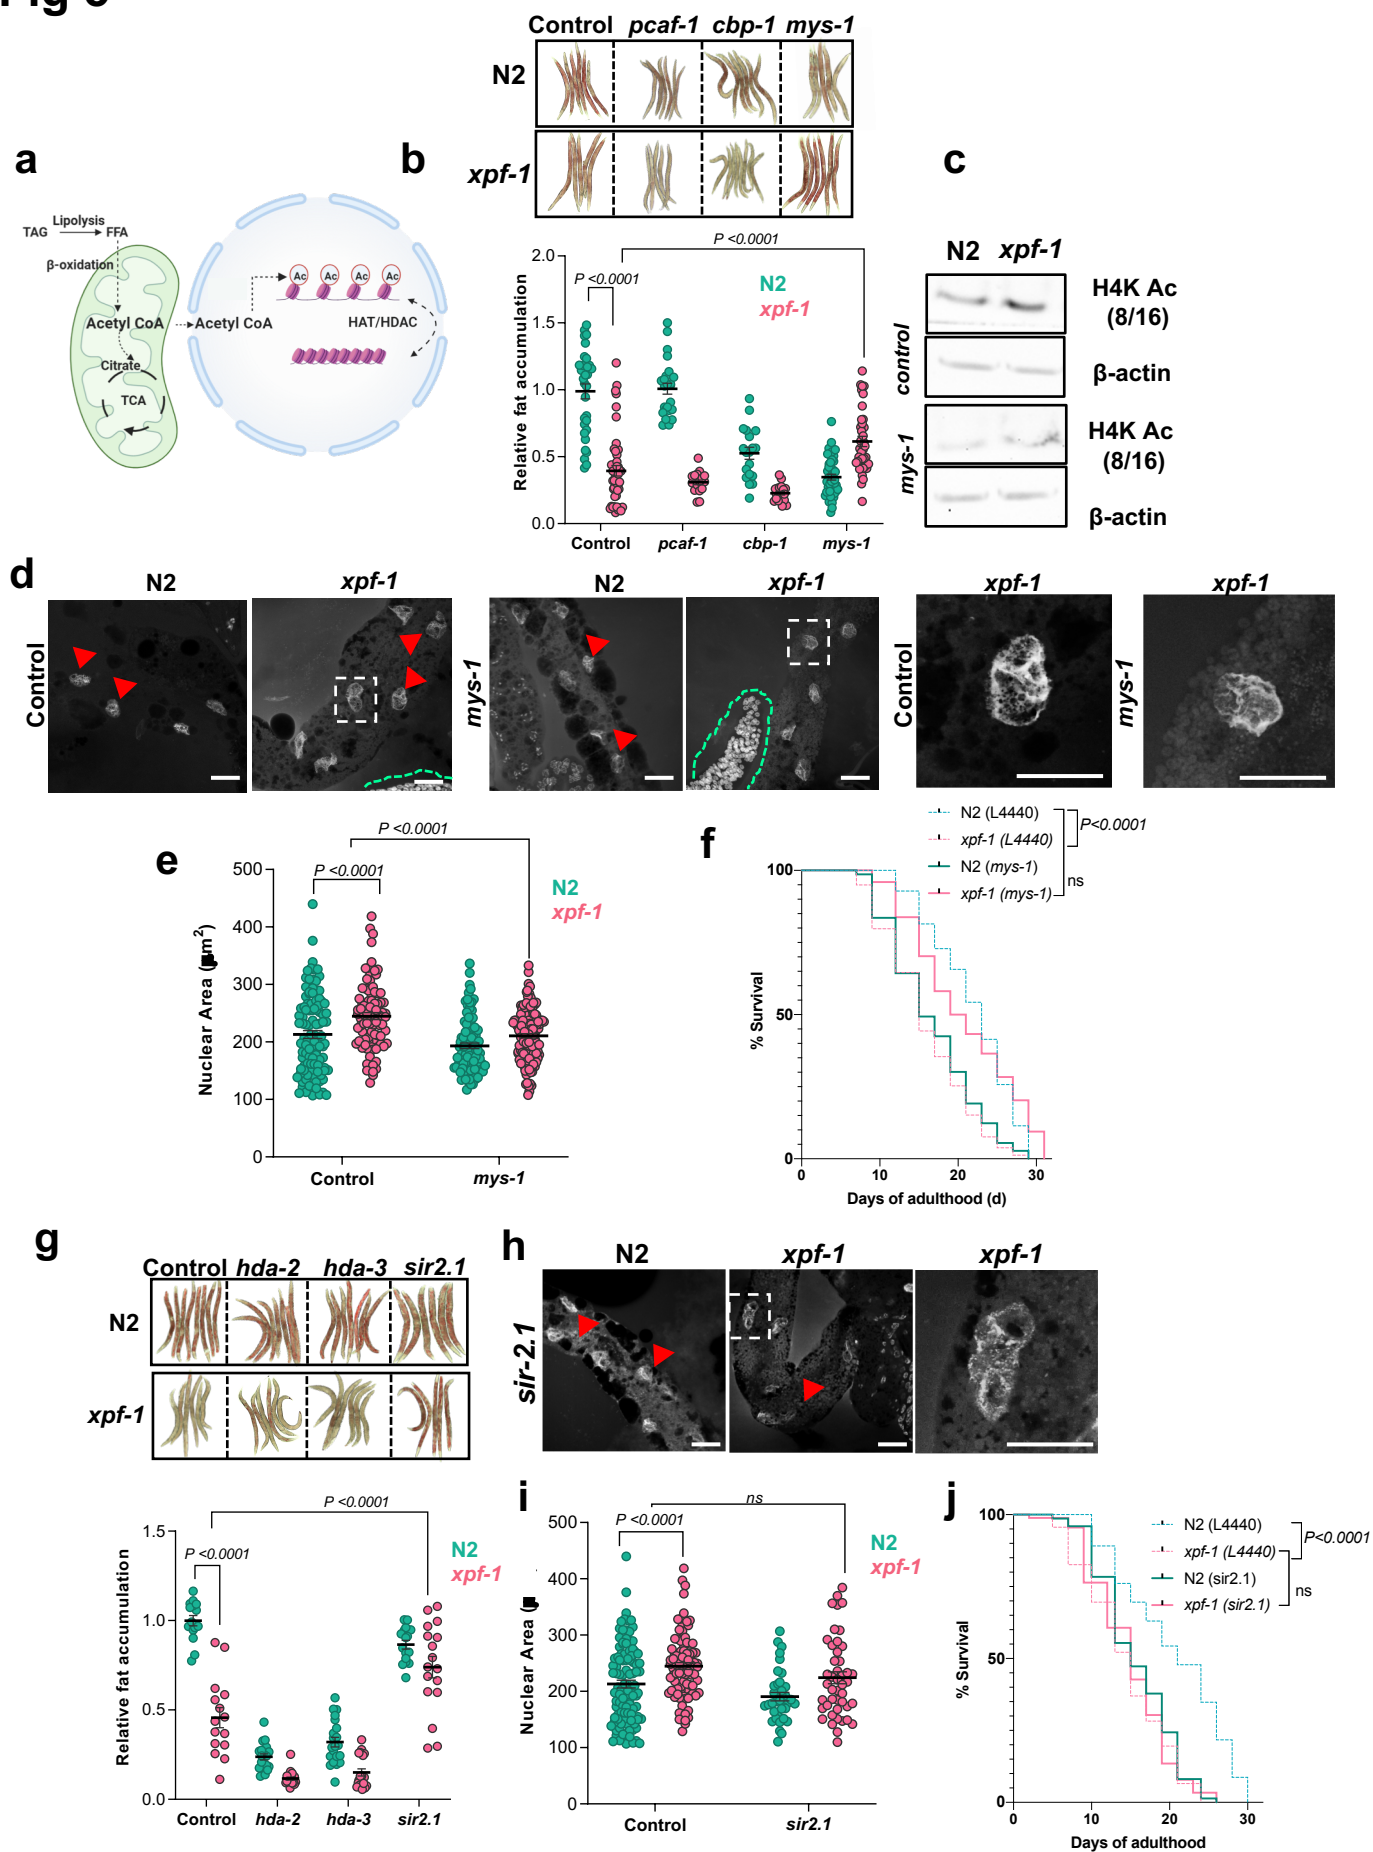 Control pcaf-1 cbp-1 mys-1
N2
xpf-1
a
b
c
Lipolysis
TAG FFA
β-oxidation
Acetyl CoA
Acetyl CoA
Citrate
TCA
Ac Ac Ac Ac
HAT/HDAC
P <0.0001
P <0.0001
N2
xpf-1
Relative fat accumulation
2.0
1.5
1.0
0.5
0.0
Control pcaf-1 cbp-1 mys-1
N2 xpf-1
control
H4K Ac
(8/16)
β-actin
mys-1
H4K Ac
(8/16)
β-actin
d
N2 xpf-1 N2 xpf-1 xpf-1 xpf-1
Control
mys-1
Control
mys-1
e
P <0.0001
P <0.0001
N2
xpf-1
500
400
300
200
100
0
Control mys-1
f
N2 (L4440)
xpf-1 (L4440)
N2 (mys-1)
xpf-1 (mys-1)
P<0.0001
ns
% Survival
100
50
0
0 10 20 30
Days of adulthood (d)
g
Control hda-2 hda-3 sir2.1
N2
xpf-1
P <0.0001
P <0.0001
N2
xpf-1
Relative fat accumulation
1.5
1.0
0.5
0.0
Control hda-2 hda-3 sir2.1
h
N2 xpf-1 xpf-1
sir-2.1
i
ns
P <0.0001
N2
xpf-1
Nuclear Area
500
400
300
200
100
0
Control sir2.1
j
N2 (L4440)
xpf-1 (L4440)
N2 (sir2.1)
xpf-1 (sir2.1)
P<0.0001
ns
% Survival
100
50
0
0 10 20 30
Days of adulthood